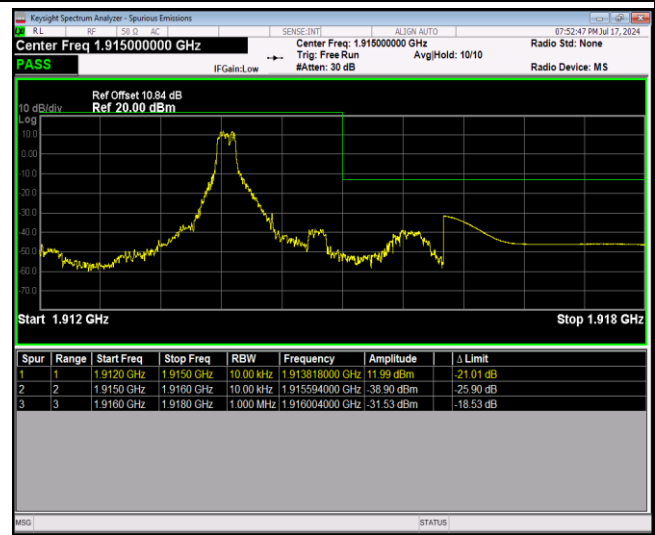 Keysight Spectrum Analyzer - Spurious Emissions
RL RF 50 Ω AC SENSE:INT ALIGN AUTO 07:52:47 PM Jul 17, 2024
Center Freq 1.915000000 GHz Center Freq: 1.915000000 GHz Radio Std: None
Trig: Free Run Avg|Hold: 10/10
PASS IFGain:Low #Atten: 30 dB Radio Device: MS
Ref Offset 10.84 dB
10 dB/div Ref 20.00 dBm
Log
10.0
0.00
-10.0
-20.0
-30.0
-40.0
-50.0
-60.0
-70.0
Start 1.912 GHz Stop 1.918 GHz
Spur Range Start Freq Stop Freq RBW Frequency Amplitude Δ Limit
1 1 1.9120 GHz 1.9150 GHz 10.00 kHz 1.913818000 GHz 11.99 dBm -21.01 dB
2 2 1.9150 GHz 1.9160 GHz 10.00 kHz 1.915594000 GHz -38.90 dBm -25.90 dB
3 3 1.9160 GHz 1.9180 GHz 1.000 MHz 1.916004000 GHz -31.53 dBm -18.53 dB
MSG STATUS